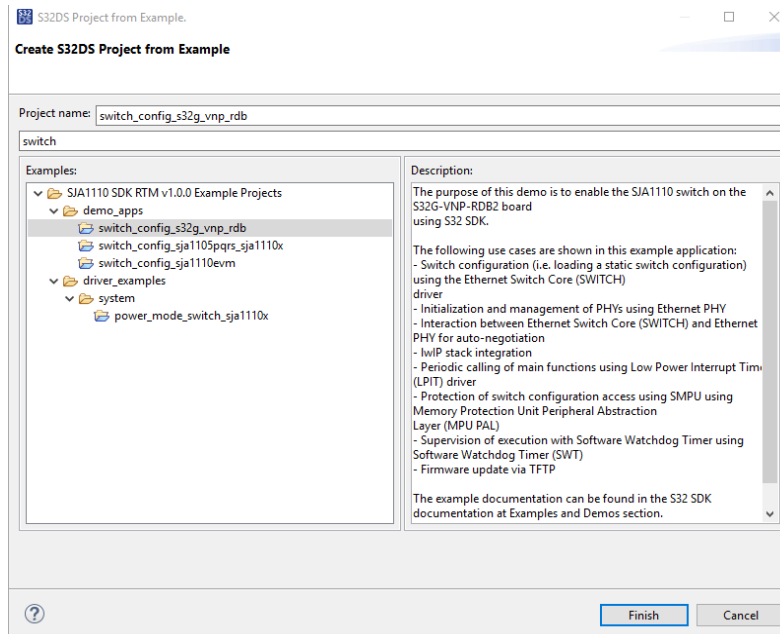 S32DS Project from Example.
Create S32DS Project from Example
Project name: switch_config_s32g_vnp_rdb
switch
Examples:
SJA1110 SDK RTM v1.0.0 Example Projects
demo_apps
switch_config_s32g_vnp_rdb
switch_config_sja1105pqrs_sja1110x
switch_config_sja1110evm
driver_examples
system
power_mode_switch_sja1110x
Description:
The purpose of this demo is to enable the SJA1110 switch on the
S32G-VNP-RDB2 board
using S32 SDK.
The following use cases are shown in this example application:
- Switch configuration (i.e. loading a static switch configuration)
using the Ethernet Switch Core (SWITCH)
driver
- Initialization and management of PHYs using Ethernet PHY
- Interaction between Ethernet Switch Core (SWITCH) and Ethernet
PHY for auto-negotiation
- lwIP stack integration
- Periodic calling of main functions using Low Power Interrupt Time
(LPIT) driver
- Protection of switch configuration access using SMPU using
Memory Protection Unit Peripheral Abstraction
Layer (MPU PAL)
- Supervision of execution with Software Watchdog Timer using
Software Watchdog Timer (SWT)
- Firmware update via TFTP
The example documentation can be found in the S32 SDK
documentation at Examples and Demos section.
?
Finish
Cancel